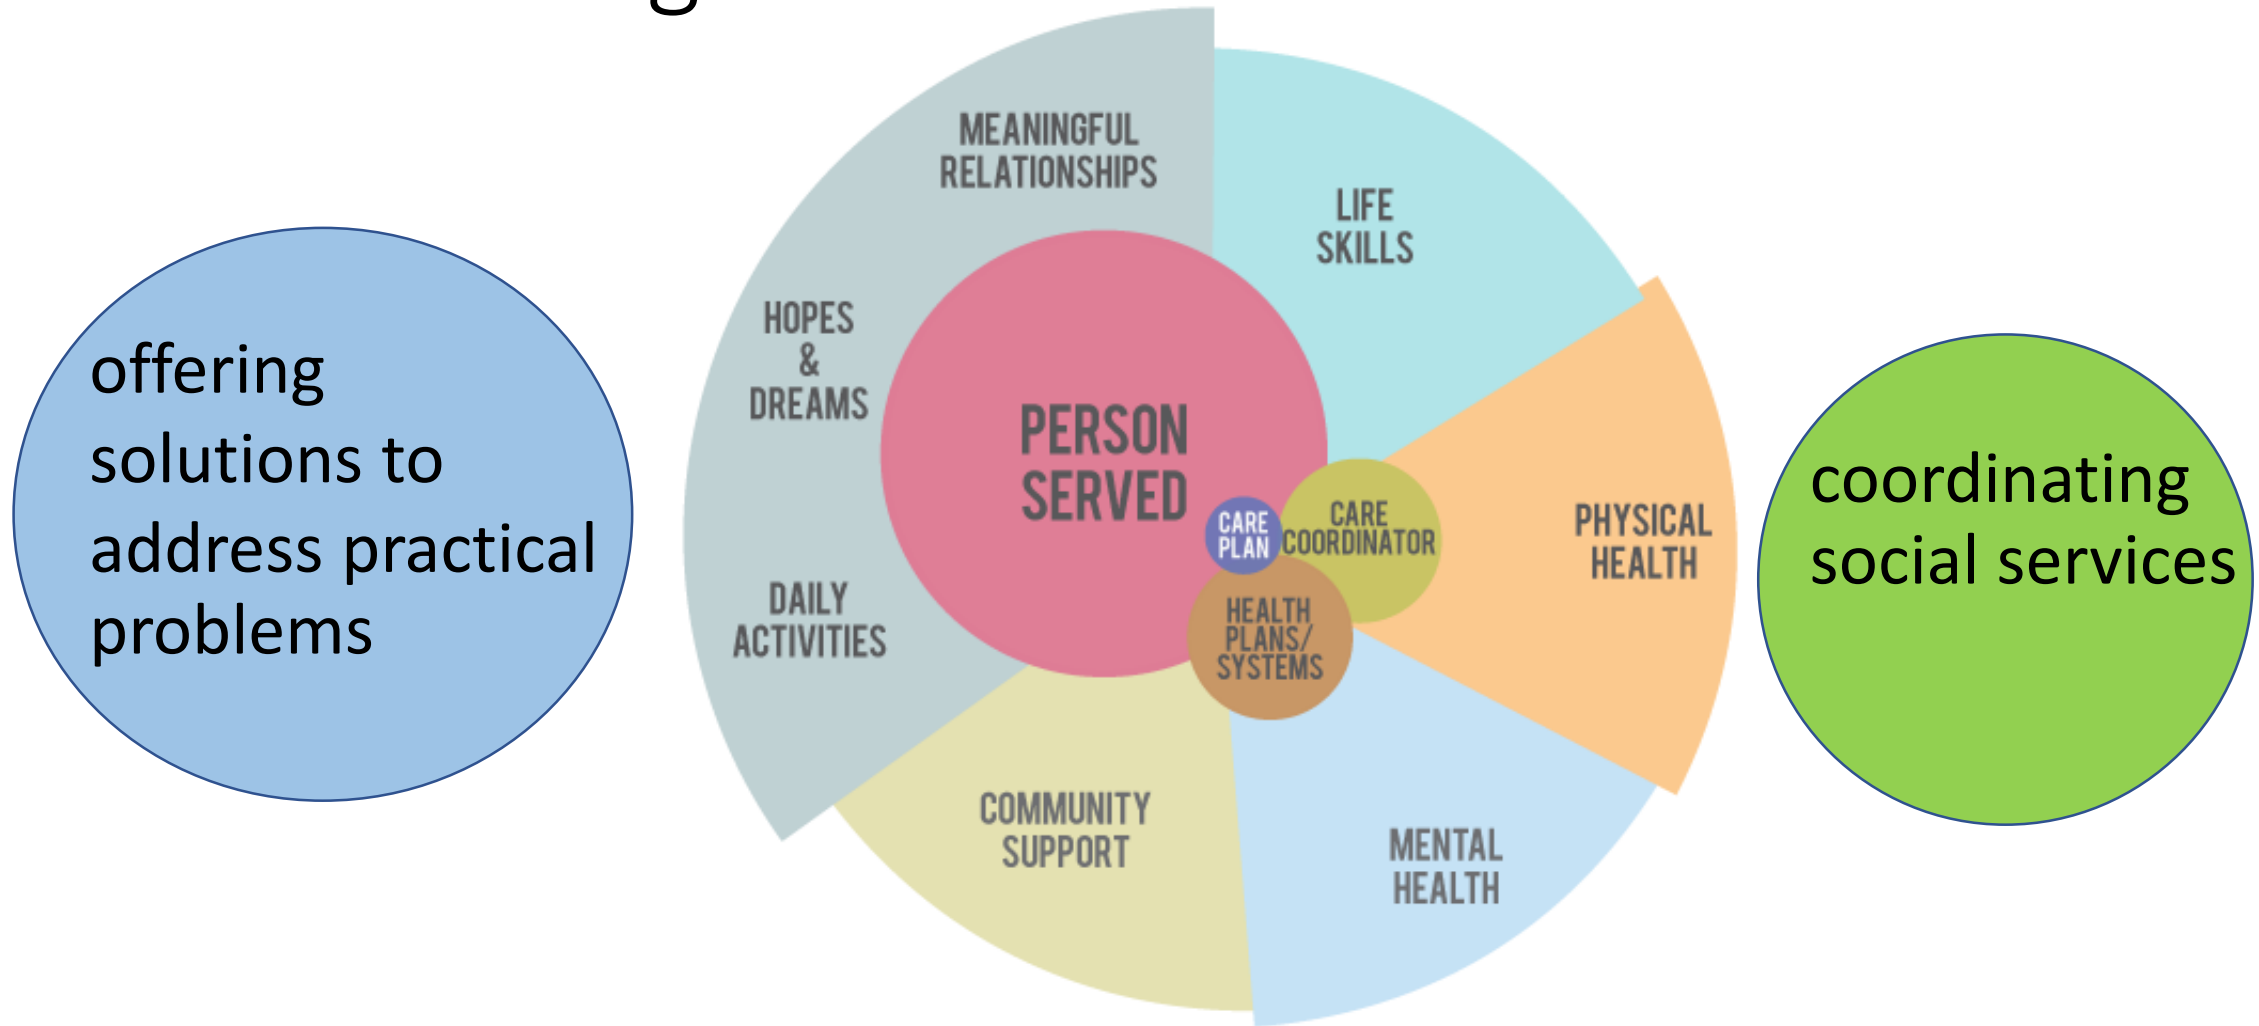 offering
solutions to
address practical
problems
MEANINGFUL
RELATIONSHIPS
HOPES
&
DREAMS
DAILY
ACTIVITIES
PERSON
SERVED
LIFE
SKILLS
CARE
PLAN
CARE
COORDINATOR
HEALTH
PLANS/
SYSTEMS
PHYSICAL
HEALTH
COMMUNITY
SUPPORT
MENTAL
HEALTH
coordinating
social services